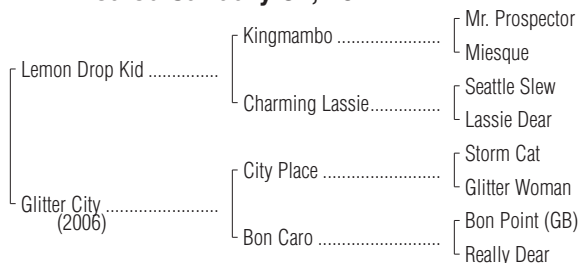 Mr. Prospector
Kingmambo ..................
Miesque
Lemon Drop Kid ..............
Seattle Slew
Charming Lassie................
Lassie Dear
Storm Cat
City Place ......................
Glitter Woman
Glitter City .......................
(2006)
Bon Point (GB)
Bon Caro .......................
Really Dear